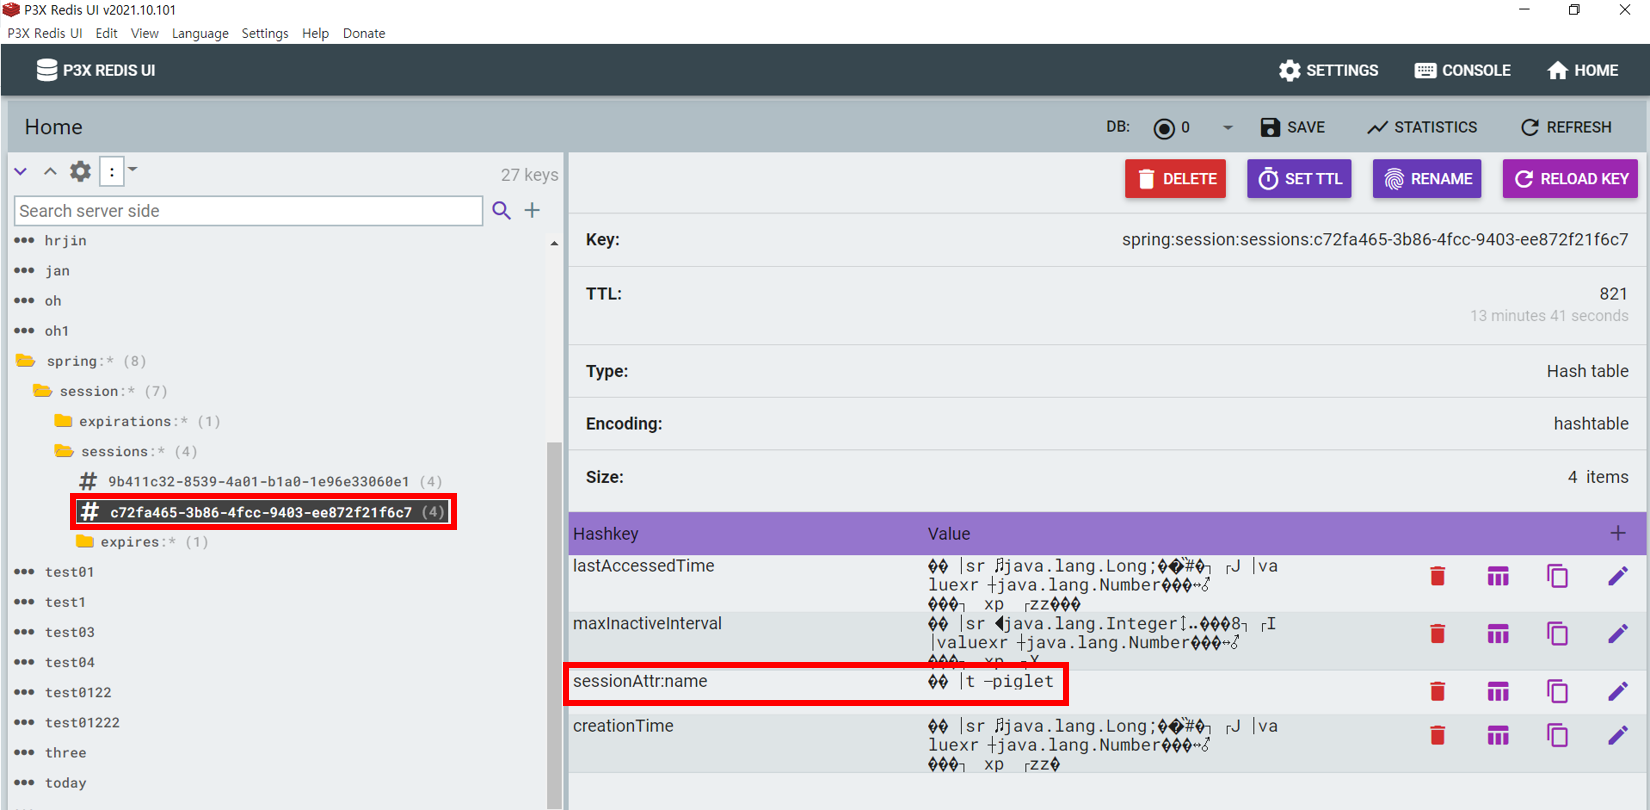 P3X Redis UI v2021.10.101
P3X Redis UI Edit View Language Settings Help Donate
P3X REDIS UI SETTINGS CONSOLE HOME
Home DB: 0 SAVE STATISTICS REFRESH
: 27 keys
Search server side
DELETE SET TTL RENAME RELOAD KEY
hrjin
jan
oh
oh1
spring:* (8)
session:* (7)
expirations:* (1)
sessions:* (4)
# 9b411c32-8539-4a01-b1a0-1e96e33060e1 (4)
# c72fa465-3b86-4fcc-9403-ee872f21f6c7 (4)
expires:* (1)
test01
test1
test03
test04
test0122
test01222
three
today
Key: spring:session:sessions:c72fa465-3b86-4fcc-9403-ee872f21f6c7
TTL: 821
13 minutes 41 seconds
Type: Hash table
Encoding: hashtable
Size: 4 items
Hashkey Value
lastAccessedTime �� |sr ♬java.lang.Long;��#�┐ ┌J |va
luexr ┼java.lang.Number���↔♂
���┐ xp ┌zz���
maxInactiveInterval �� |sr ◀java.lang.Integer↕‥���8┐ ┌I
|valuexr ┼java.lang.Number���↔♂
���┐ xp
sessionAttr:name �� |t —piglet
creationTime �� |sr ♬java.lang.Long;��#�┐ ┌J |va
luexr ┼java.lang.Number���↔♂
���┐ xp ┌zz�